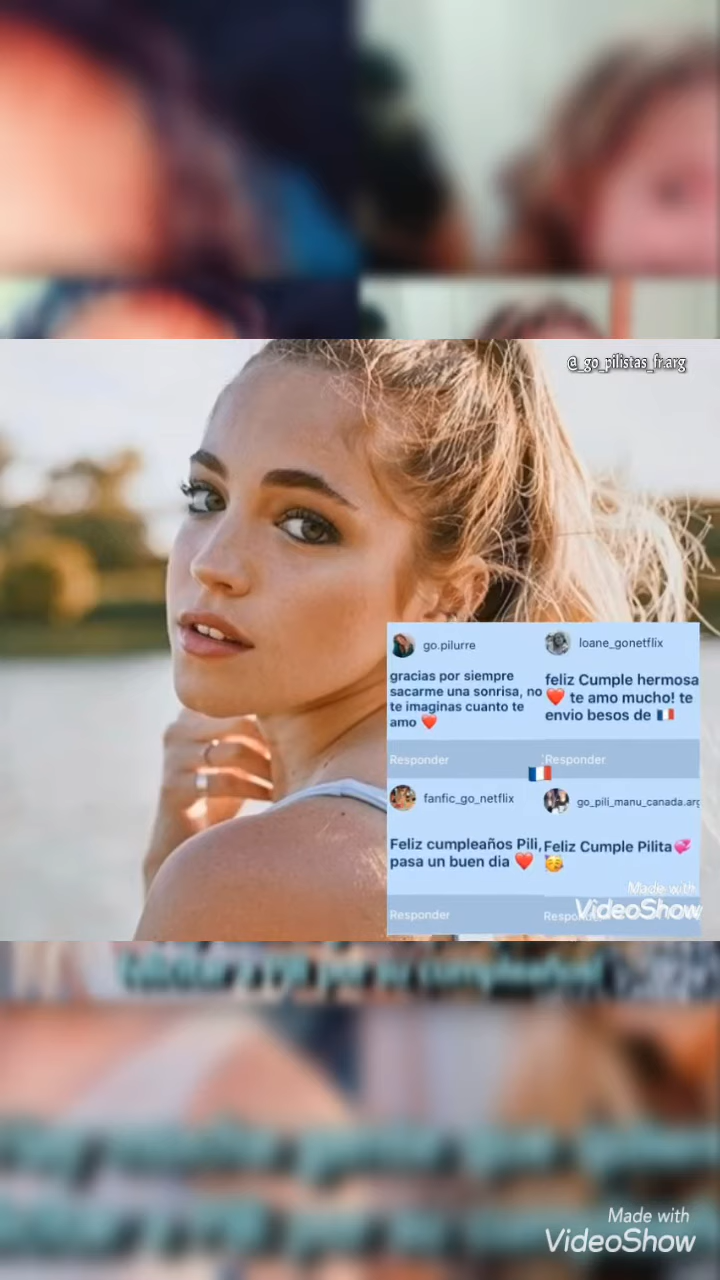 @_go_pilistas_fr.arg
go.pilurre
gracias por siempre
sacarme una sonrisa, no
te imaginas cuanto te
amo ❤️
Responder
loane_gonetflix
feliz Cumple hermosa
❤️ te amo mucho! te
envio besos de 🇫🇷
Responder
🇫🇷
fanfic_go_netflix
Feliz cumpleaños Pili,
pasa un buen dia ❤️
Responder
go_pili_manu_canada.arg
Feliz Cumple Pilita💞
🥳
Made with
VideoShow
Made with
VideoShow